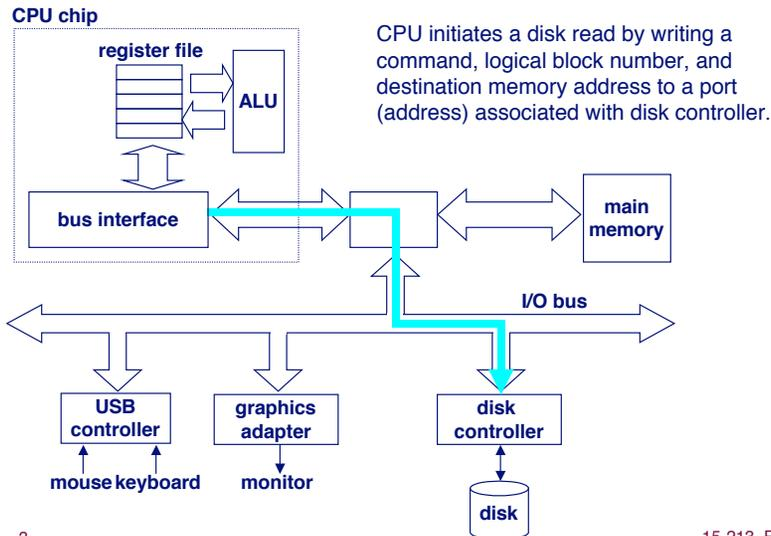 CPU chip
register file
ALU
CPU initiates a disk read by writing a
command, logical block number, and
destination memory address to a port
(address) associated with disk controller.
bus interface
main
memory
I/O bus
USB
controller
graphics
adapter
disk
controller
mouse keyboard
monitor
disk